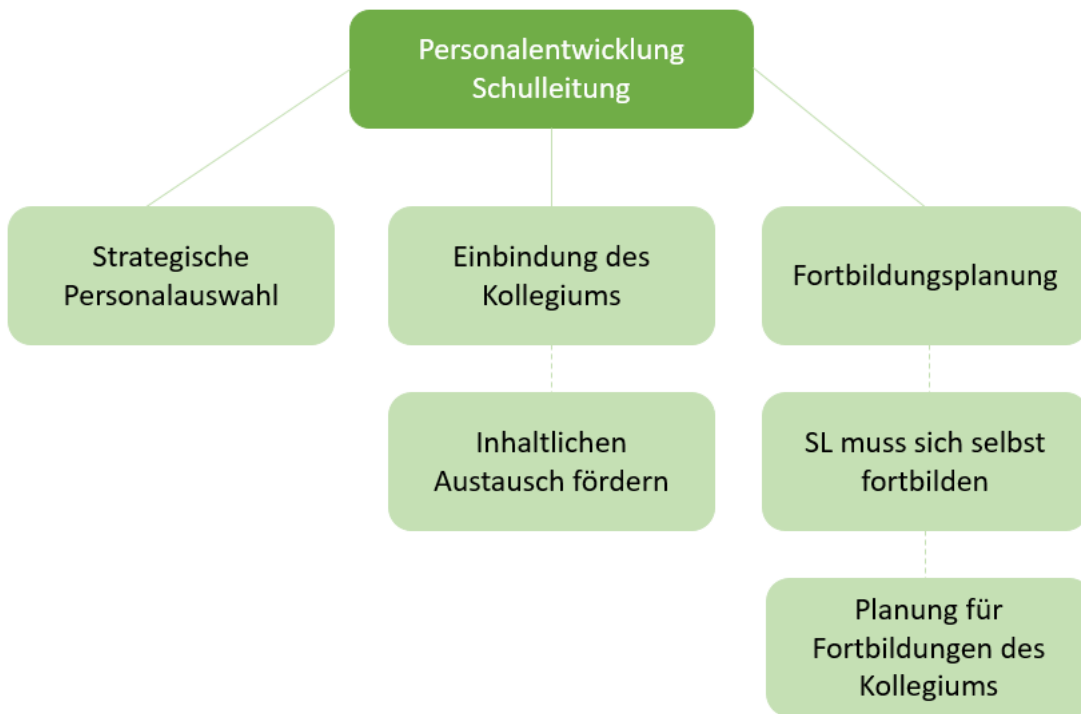 Personalentwicklung
Schulleitung
Strategische
Personalauswahl
Einbindung des
Kollegiums
Fortbildungsplanung
Inhaltlichen
Austausch fördern
SL muss sich selbst
fortbilden
Planung für
Fortbildungen des
Kollegiums